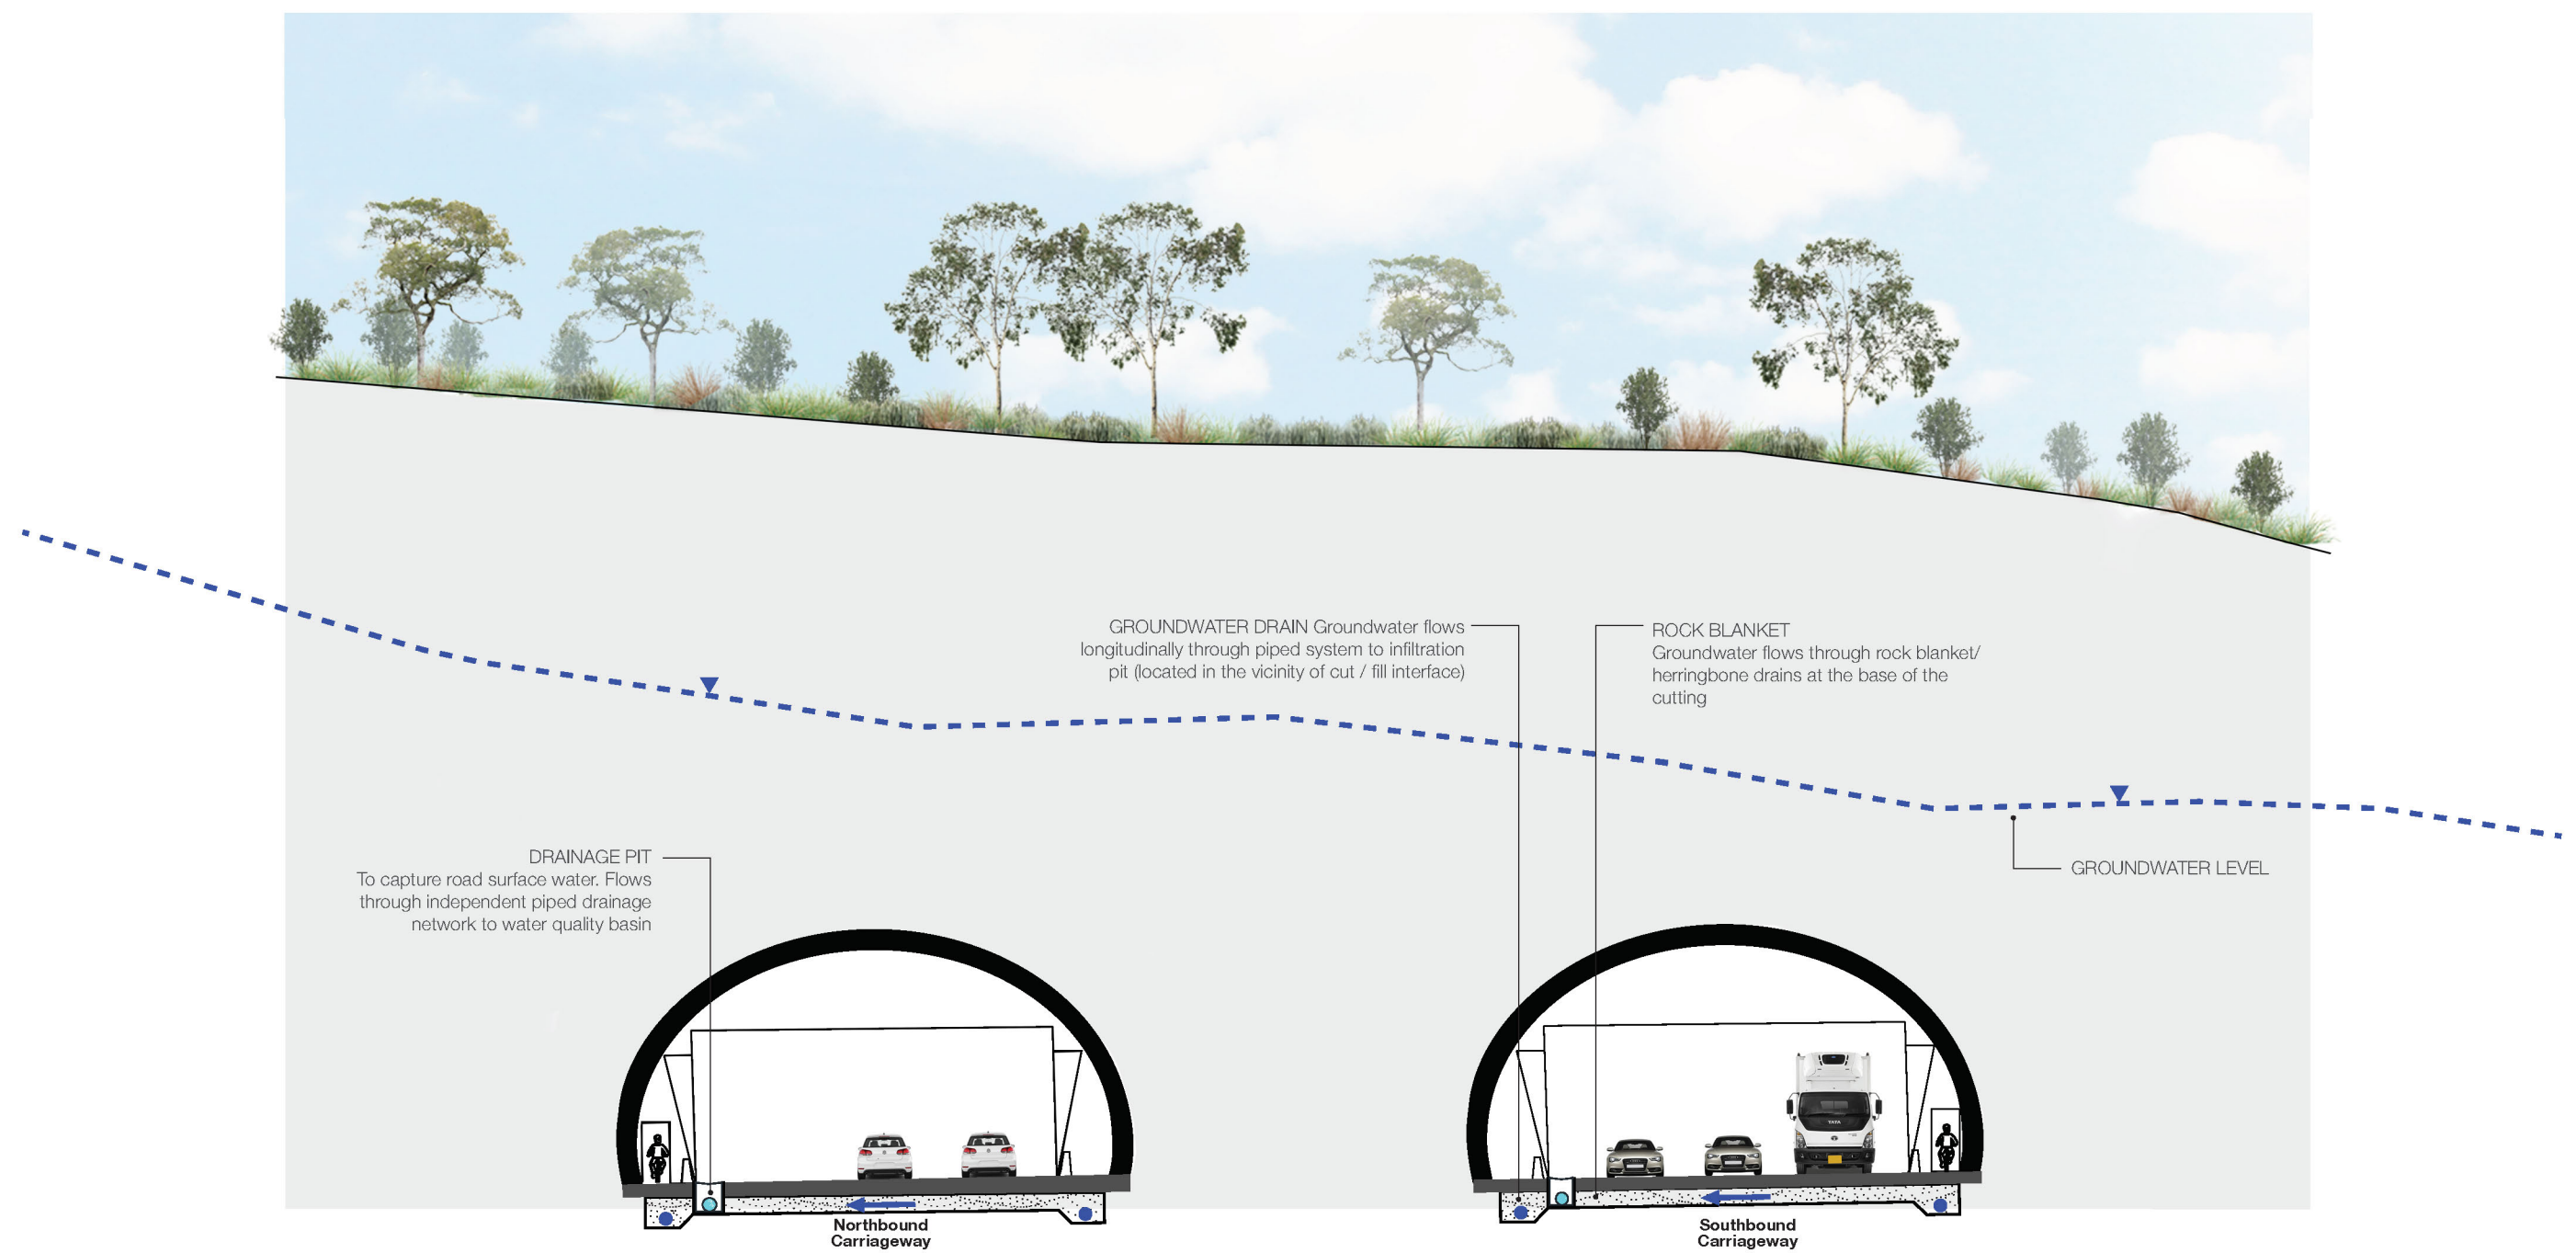 GROUNDWATER DRAIN Groundwater flows
longitudinally through piped system to infiltration
pit (located in the vicinity of cut / fill interface)
ROCK BLANKET
Groundwater flows through rock blanket/
herringbone drains at the base of the
cutting
DRAINAGE PIT
To capture road surface water. Flows
through independent piped drainage
network to water quality basin
GROUNDWATER LEVEL
TATA
Northbound
Carriageway
Southbound
Carriageway